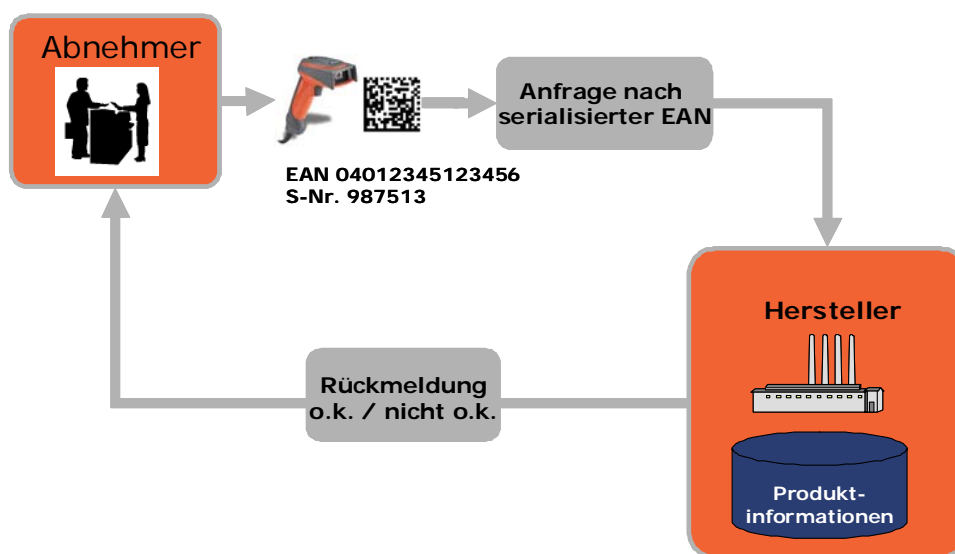 Abnehmer
Anfrage nach
serialisierter EAN
EAN 04012345123456
S-Nr. 987513
Hersteller
Rückmeldung
o.k. / nicht o.k.
Produkt-
informationen